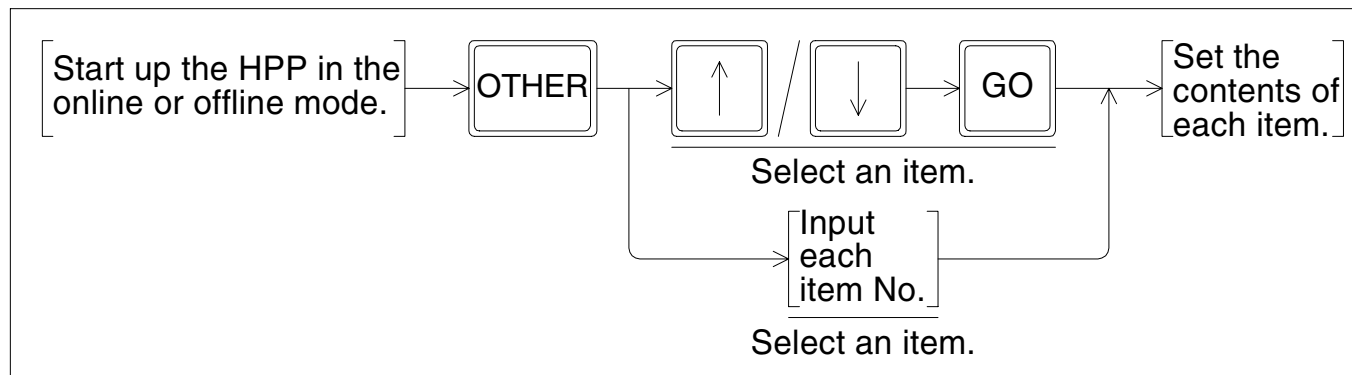 Start up the HPP in the
online or offline mode.
OTHER
↑
/
↓
GO
Select an item.
Set the
contents of
each item.
Input
each
item No.
Select an item.